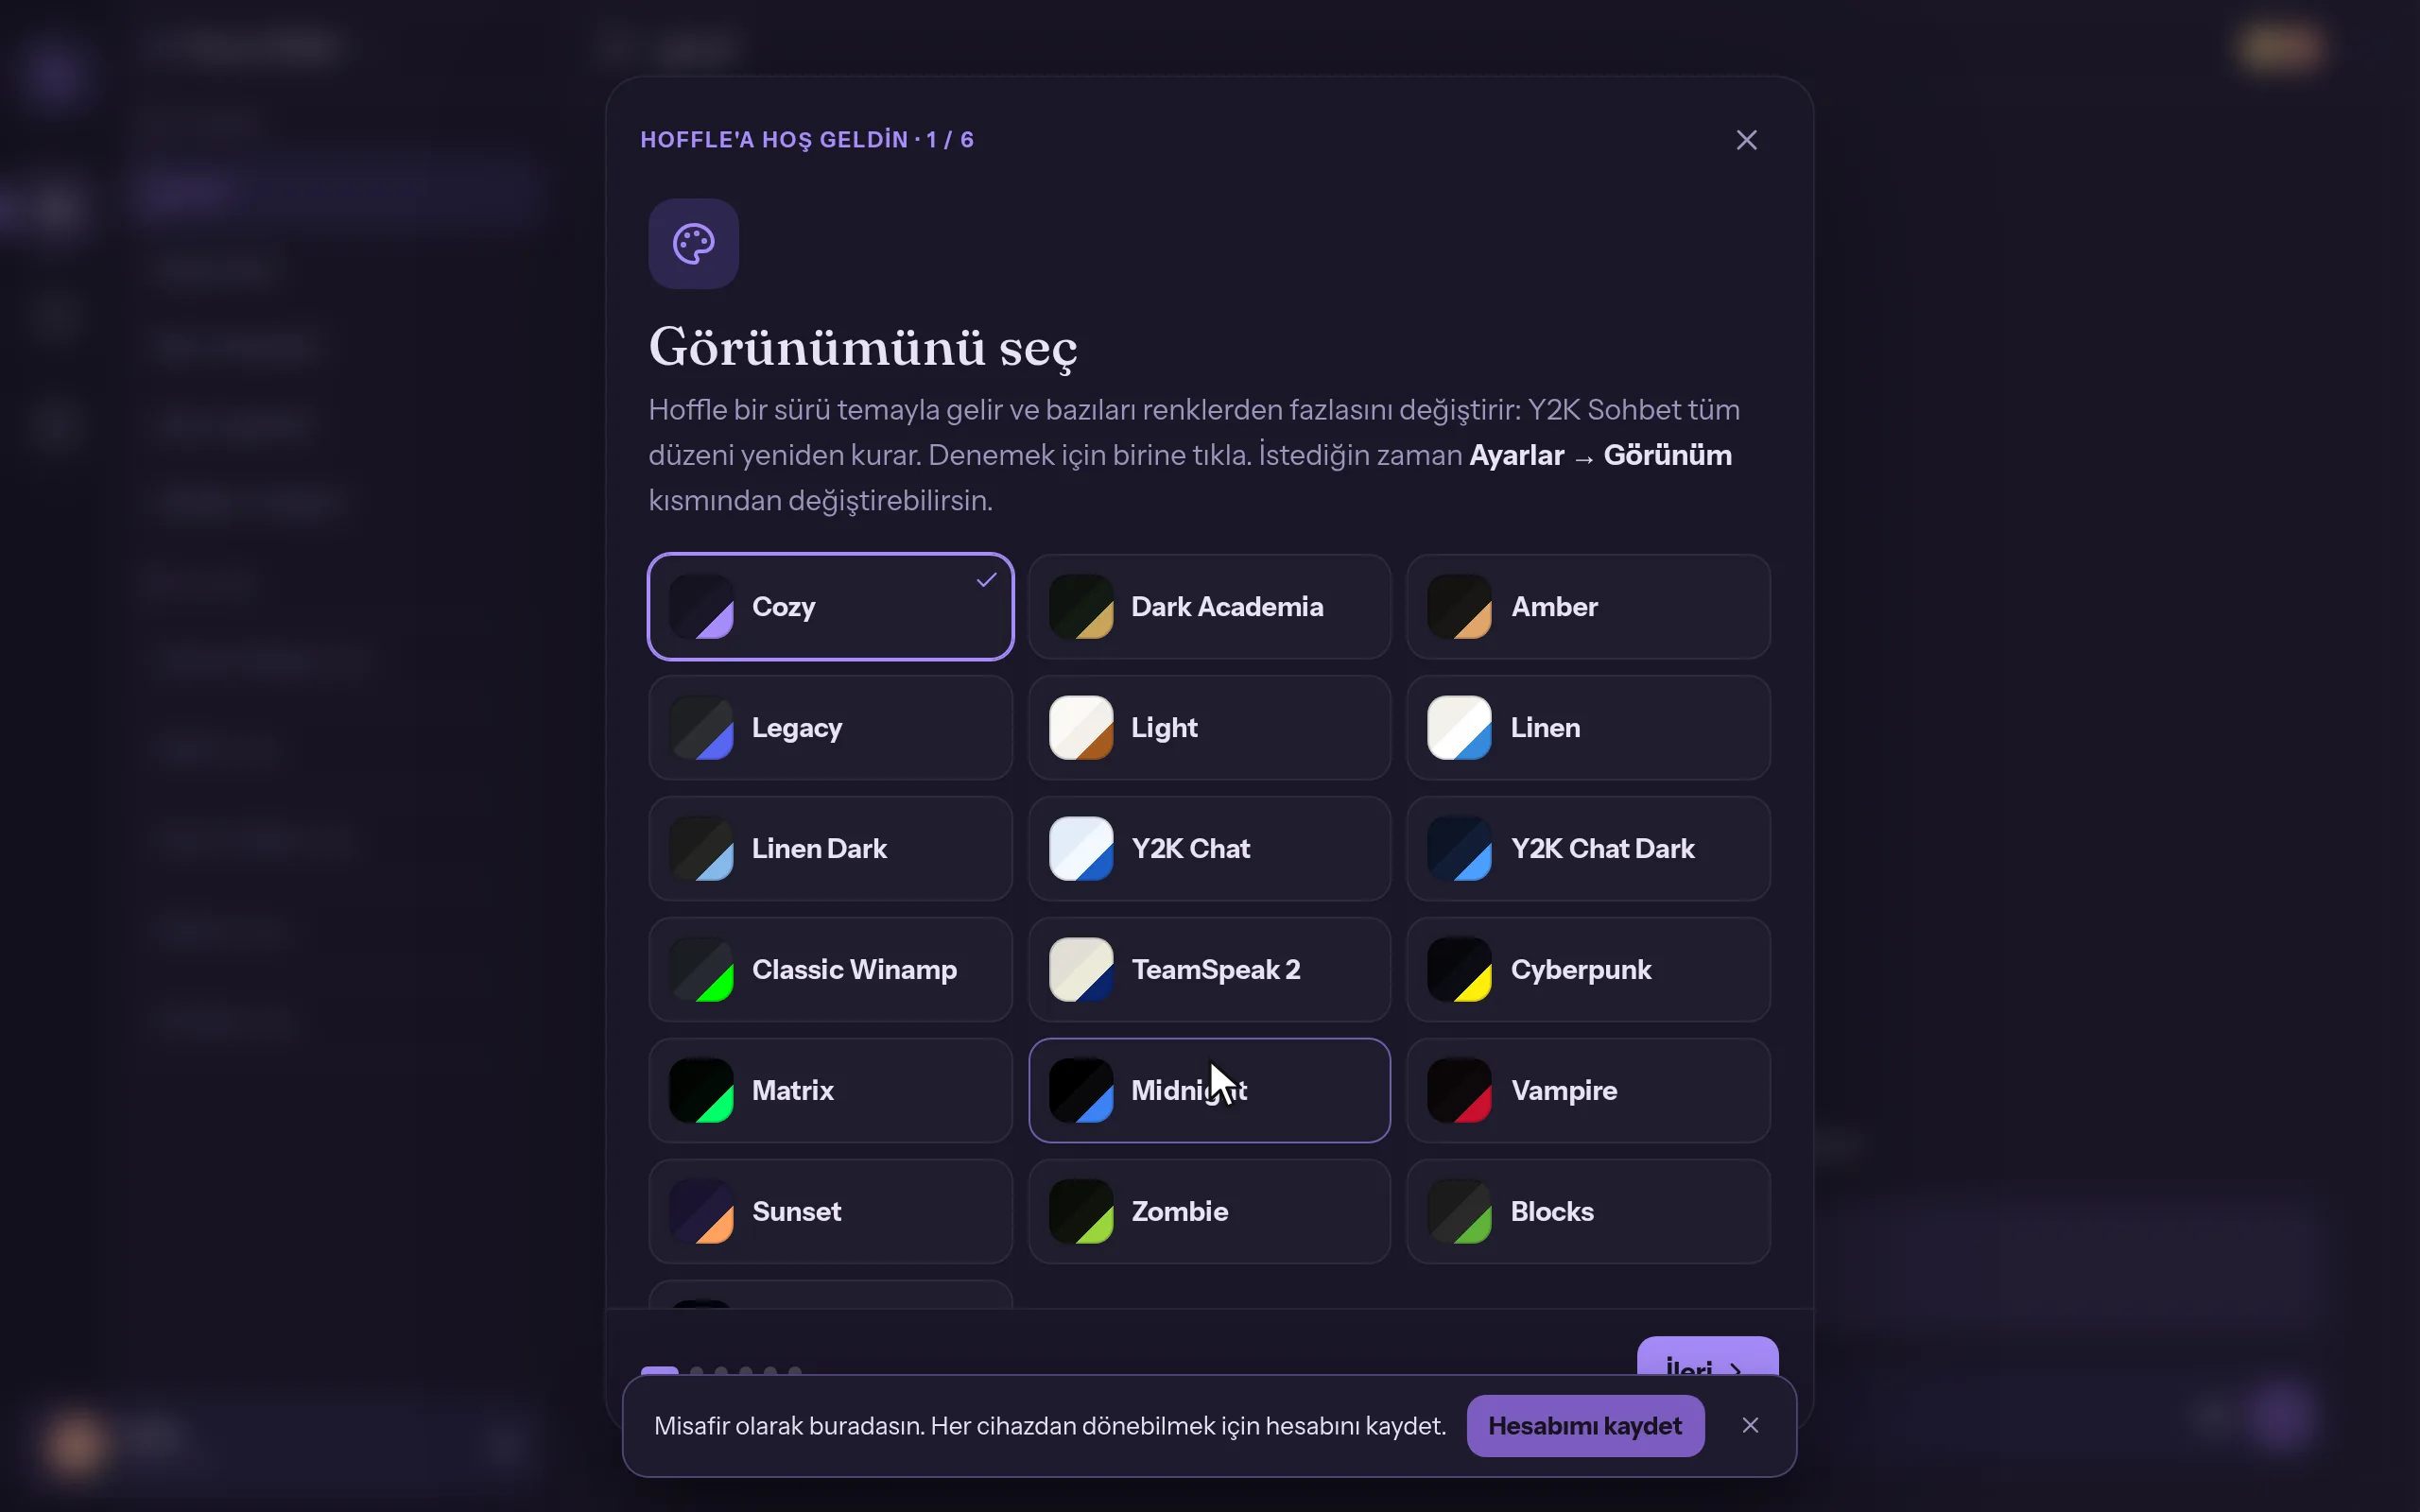 HOFFLE'A HOŞ GELDİN · 1 / 6
Görünümünü seç
Hoffle bir sürü temayla gelir ve bazıları renklerden fazlasını değiştirir: Y2K Sohbet tüm
düzeni yeniden kurar. Denemek için birine tıkla. İstediğin zaman Ayarlar → Görünüm
kısmından değiştirebilirsin.
Cozy
Dark Academia
Amber
Legacy
Light
Linen
Linen Dark
Y2K Chat
Y2K Chat Dark
Classic Winamp
TeamSpeak 2
Cyberpunk
Matrix
Midnight
Vampire
Sunset
Zombie
Blocks
İleri
Misafir olarak buradasın. Her cihazdan dönebilmek için hesabını kaydet.
Hesabımı kaydet